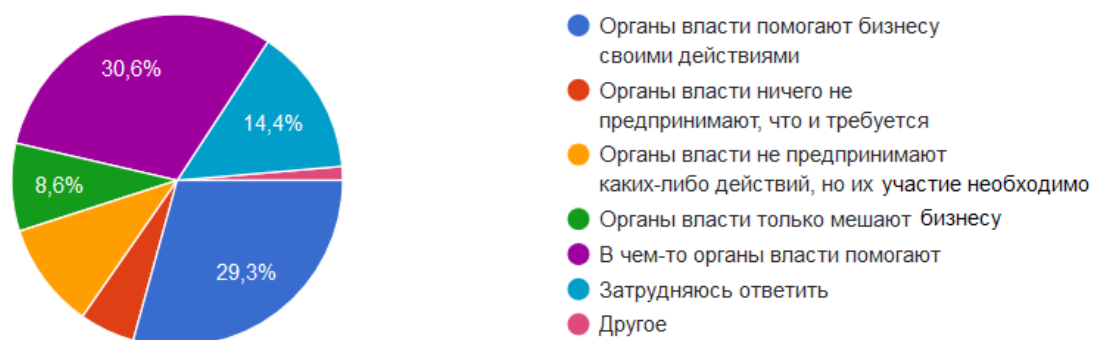 30,6%
14,4%
8,6%
29,3%
Органы власти помогают бизнесу
своими действиями
Органы власти ничего не
предпринимают, что и требуется
Органы власти не предпринимают
каких-либо действий, но их участие необходимо
Органы власти только мешают бизнесу
В чем-то органы власти помогают
Затрудняюсь ответить
Другое